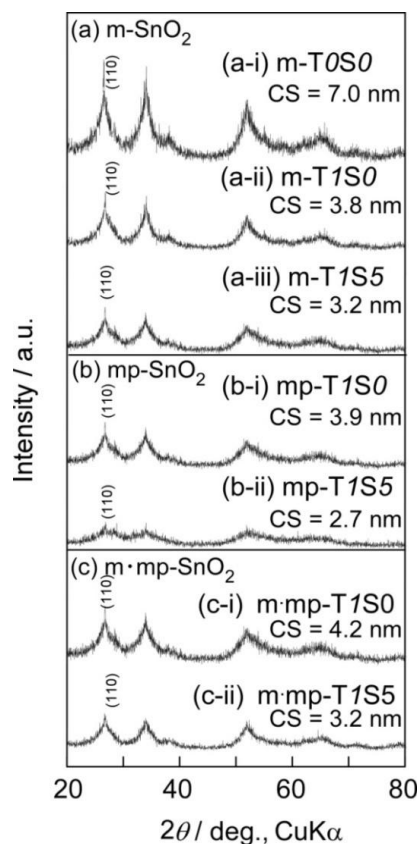 (a) m-SnO₂
(110)
(a-i) m-T0S0
CS = 7.0 nm
(110)
(a-ii) m-T1S0
CS = 3.8 nm
(110)
(a-iii) m-T1S5
CS = 3.2 nm
(b) mp-SnO₂
(110)
(b-i) mp-T1S0
CS = 3.9 nm
(110)
(b-ii) mp-T1S5
CS = 2.7 nm
(c) m·mp-SnO₂
(110)
(c-i) m·mp-T1S0
CS = 4.2 nm
(110)
(c-ii) m·mp-T1S5
CS = 3.2 nm
Intensity / a.u.
20 40 60 80
2θ / deg., CuKα